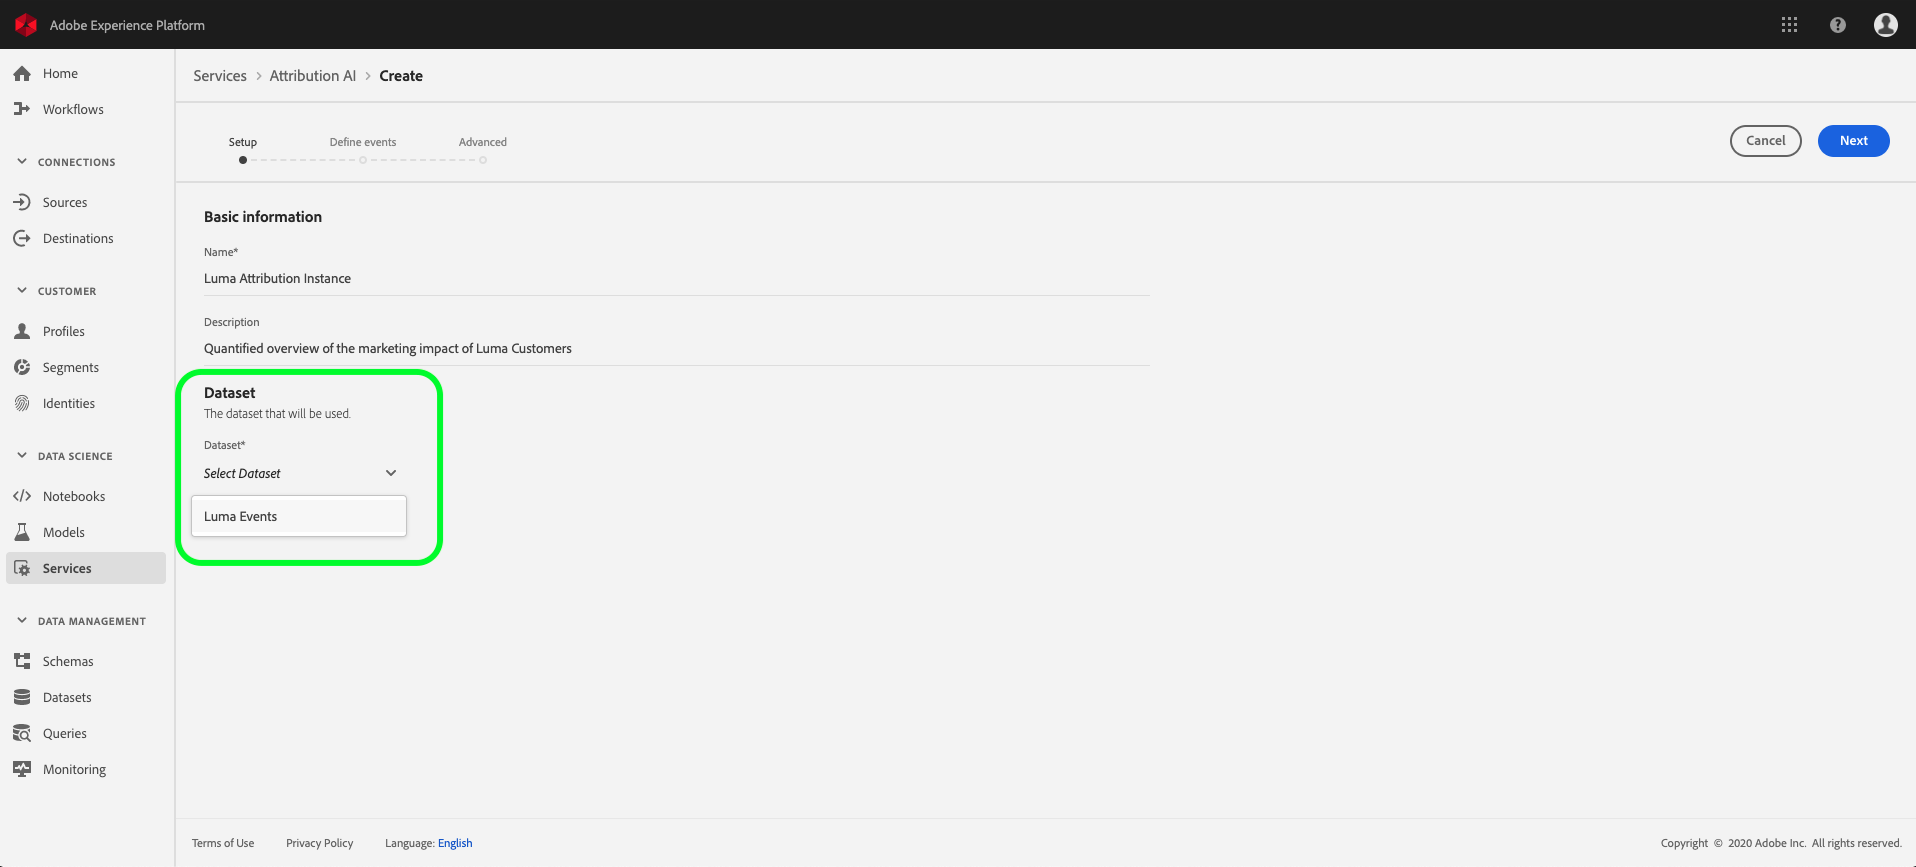 Adobe Experience Platform
Home
Workflows
CONNECTIONS
Sources
Destinations
CUSTOMER
Profiles
Segments
Identities
DATA SCIENCE
Notebooks
Models
Services
DATA MANAGEMENT
Schemas
Datasets
Queries
Monitoring
Services > Attribution AI > Create
Setup Define events Advanced
Cancel Next
Basic information
Name*
Luma Attribution Instance
Description
Quantified overview of the marketing impact of Luma Customers
Dataset
The dataset that will be used.
Dataset*
Select Dataset
Luma Events
Terms of Use Privacy Policy Language: English Copyright © 2020 Adobe Inc. All rights reserved.